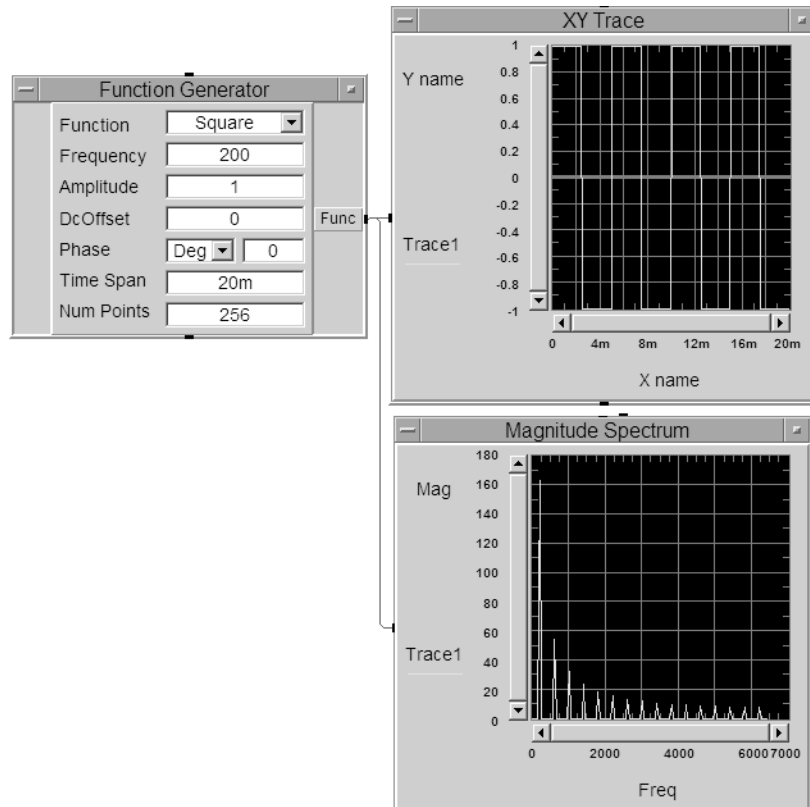 Function Generator
Function Square
Frequency 200
Amplitude 1
DcOffset 0
Phase Deg 0
Time Span 20m
Num Points 256
Func
XY Trace
Y name
Trace1
1
0.8
0.6
0.4
0.2
0
-0.2
-0.4
-0.6
-0.8
-1
0 4m 8m 12m 16m 20m
X name
Magnitude Spectrum
Mag
Trace1
180
160
140
120
100
80
60
40
20
0
0 2000 4000 6000 7000
Freq